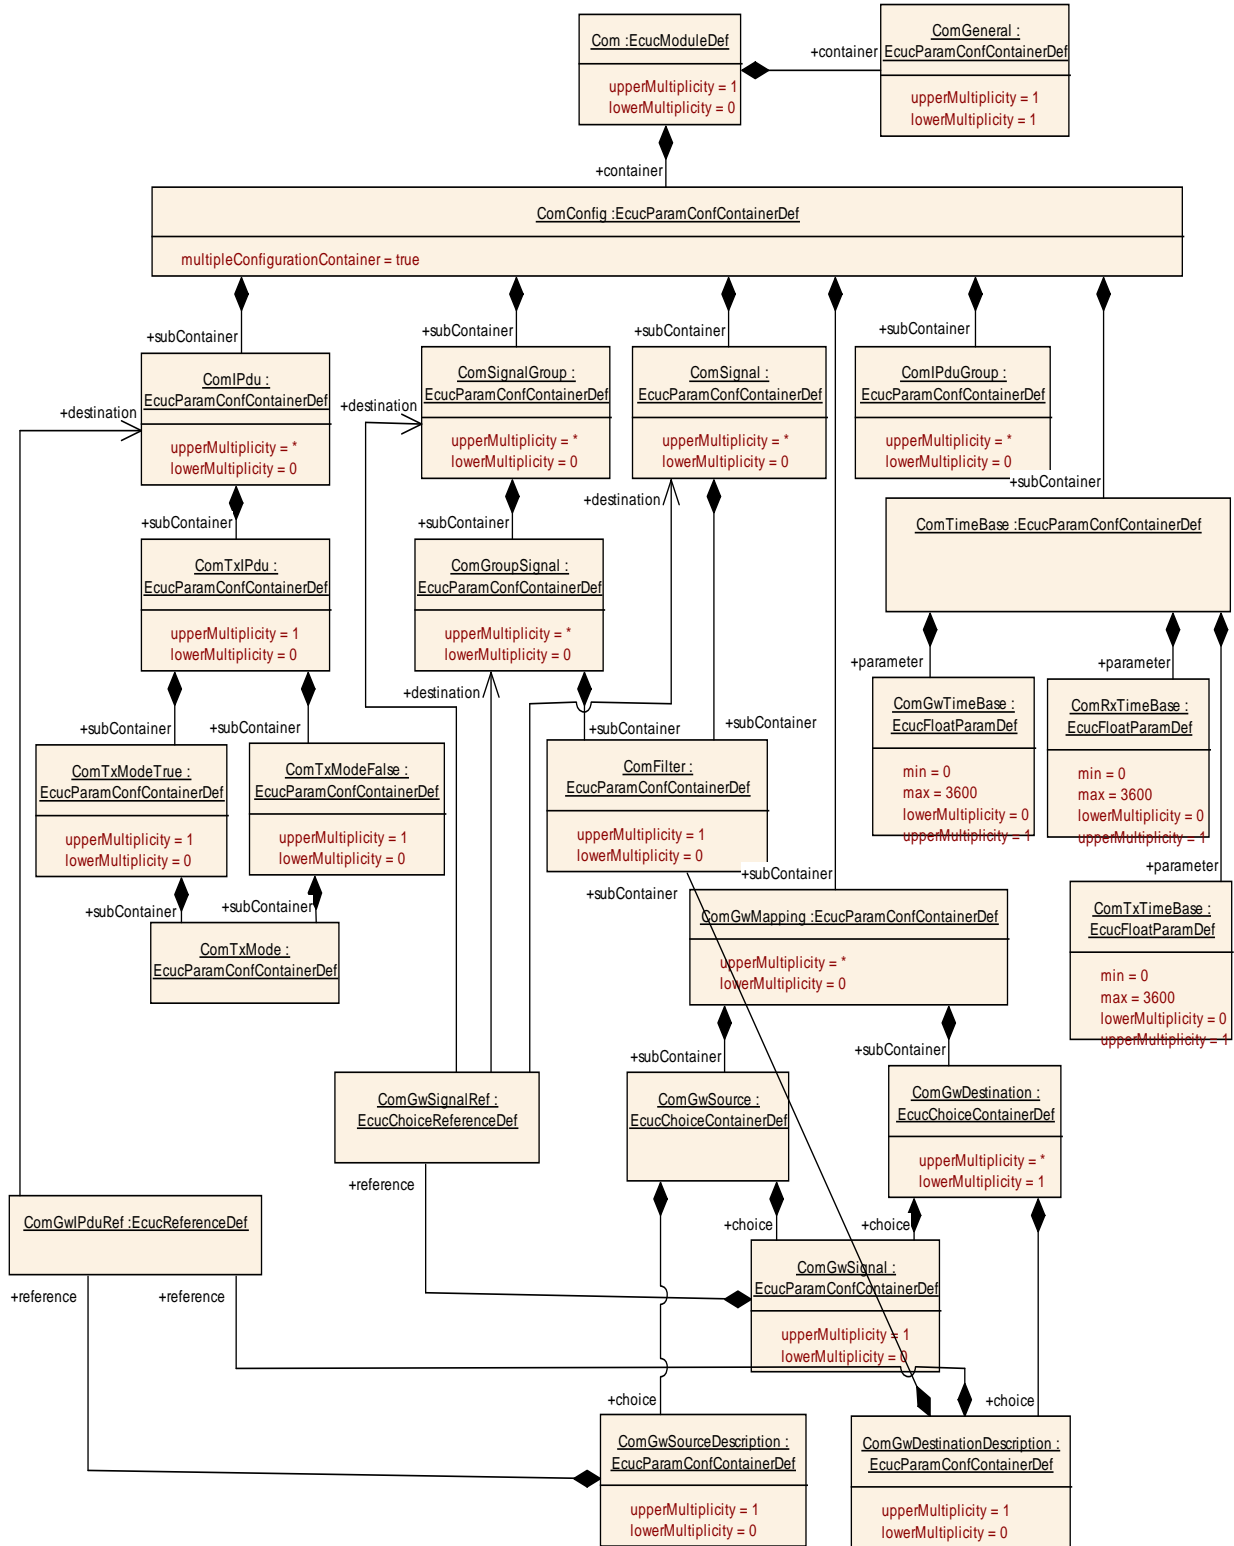 Com :EcucModuleDef
upperMultiplicity = 1
lowerMultiplicity = 0
+container
ComGeneral :
EcucParamConfContainerDef
upperMultiplicity = 1
lowerMultiplicity = 1
+container
ComConfig :EcucParamConfContainerDef
multipleConfigurationContainer = true
+subContainer
+subContainer
+subContainer
+subContainer
ComIPdu :
EcucParamConfContainerDef
upperMultiplicity = *
lowerMultiplicity = 0
+destination
ComSignalGroup :
EcucParamConfContainerDef
upperMultiplicity = *
lowerMultiplicity = 0
+destination
ComSignal :
EcucParamConfContainerDef
upperMultiplicity = *
lowerMultiplicity = 0
+destination
ComIPduGroup :
EcucParamConfContainerDef
upperMultiplicity = *
lowerMultiplicity = 0
+subContainer
ComTimeBase :EcucParamConfContainerDef
+subContainer
ComTxIPdu :
EcucParamConfContainerDef
upperMultiplicity = 1
lowerMultiplicity = 0
+subContainer
ComGroupSignal :
EcucParamConfContainerDef
upperMultiplicity = *
lowerMultiplicity = 0
+destination
+parameter
+parameter
ComGwTimeBase :
EcucFloatParamDef
min = 0
max = 3600
lowerMultiplicity = 0
upperMultiplicity = 1
ComRxTimeBase :
EcucFloatParamDef
min = 0
max = 3600
lowerMultiplicity = 0
upperMultiplicity = 1
+subContainer
+subContainer
+subContainer
+subContainer
ComTxModeTrue :
EcucParamConfContainerDef
upperMultiplicity = 1
lowerMultiplicity = 0
ComTxModeFalse :
EcucParamConfContainerDef
upperMultiplicity = 1
lowerMultiplicity = 0
ComFilter :
EcucParamConfContainerDef
upperMultiplicity = 1
lowerMultiplicity = 0
+parameter
ComTxTimeBase :
EcucFloatParamDef
min = 0
max = 3600
lowerMultiplicity = 0
upperMultiplicity = 1
+subContainer
+subContainer
+subContainer
+subContainer
ComTxMode :
EcucParamConfContainerDef
ComGwMapping :EcucParamConfContainerDef
upperMultiplicity = *
lowerMultiplicity = 0
+subContainer
+subContainer
ComGwSignalRef :
EcucChoiceReferenceDef
ComGwSource :
EcucChoiceContainerDef
ComGwDestination :
EcucChoiceContainerDef
upperMultiplicity = *
lowerMultiplicity = 1
+reference
ComGwIPduRef :EcucReferenceDef
+choice
+choice
+reference
+reference
ComGwSignal :
EcucParamConfContainerDef
upperMultiplicity = 1
lowerMultiplicity = 0
+choice
+choice
ComGwSourceDescription :
EcucParamConfContainerDef
upperMultiplicity = 1
lowerMultiplicity = 0
ComGwDestinationDescription :
EcucParamConfContainerDef
upperMultiplicity = 1
lowerMultiplicity = 0